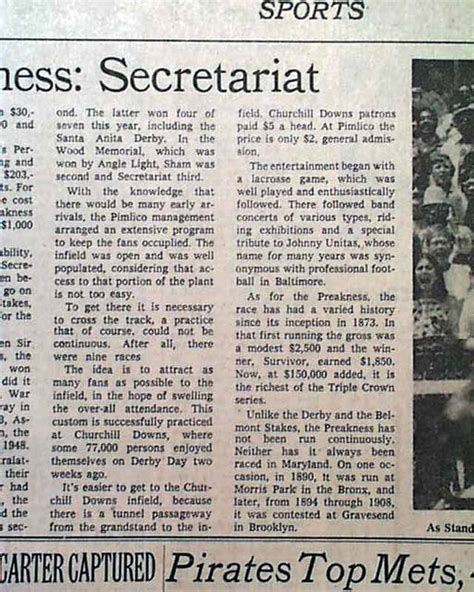 SPORTS
ness: Secretariat
n $30,-
00 and
's Per-
ng and
$203,-
ts. For
e cost
eakness
$1,000
ability,
Secre-
en be-
go on
takes,
or the
en Sir
s, the
won
did it
War
ay in
3, As-
d
1948.
ralat-
their
r had
t the
s sec-
ond. The latter won four of
seven this year, including the
Santa Anita Derby. In the
Wood Memorial, which was
won by Angle Light, Sham was
second and Secretariat third.
With the knowledge that
there would be many early ar-
rivals, the Pimlico management
arranged an extensive program
to keep the fans occupied. The
infield was open and was well
populated, considering that ac-
cess to that portion of the plant
is not too easy.
To get there it is necessary
to cross the track, a practice
that of course, could not be
continuous. After all, there
were nine races
The idea is to attract as
many fans as possible to the
infield, in the hope of swelling
the over-all attendance. This
custom is successfully practiced
at Churchill Downs, where
some 77,000 persons enjoyed
themselves on Derby Day two
weeks ago.
It's easier to get to the Chur-
chill Downs infield, because
there is a tunnel passageway
from the grandstand to the in-
field. Churchill Downs patrons
paid $5 a head. At Pimlico the
price is only $2, general admis-
sion.
The entertainment began with
a lacrosse game, which was
well played and enthusiastically
followed. There followed band
concerts of various types, rid-
ing exhibitions and a special
tribute to Johnny Unitas, whose
name for many years was syn-
onymous with professional foot-
ball in Baltimore.
As for the Preakness, the
race has had a varied history
since its inception in 1873. In
that first running the gross was
a modest $2,500 and the win-
ner, Survivor, earned $1,850.
Now, at $150,000 added, it is
the richest of the Triple Crown
series.
Unlike the Derby and the Bel-
mont Stakes, the Preakness has
not been run continuously.
Neither has it always been
raced in Maryland. On one oc-
casion, in 1890, it was run at
Morris Park in the Bronx, and
later, from 1894 through 1908,
it was contested at Gravesend
in Brooklyn.
As Stand
CARTER CAPTURED
Pirates Top Mets,